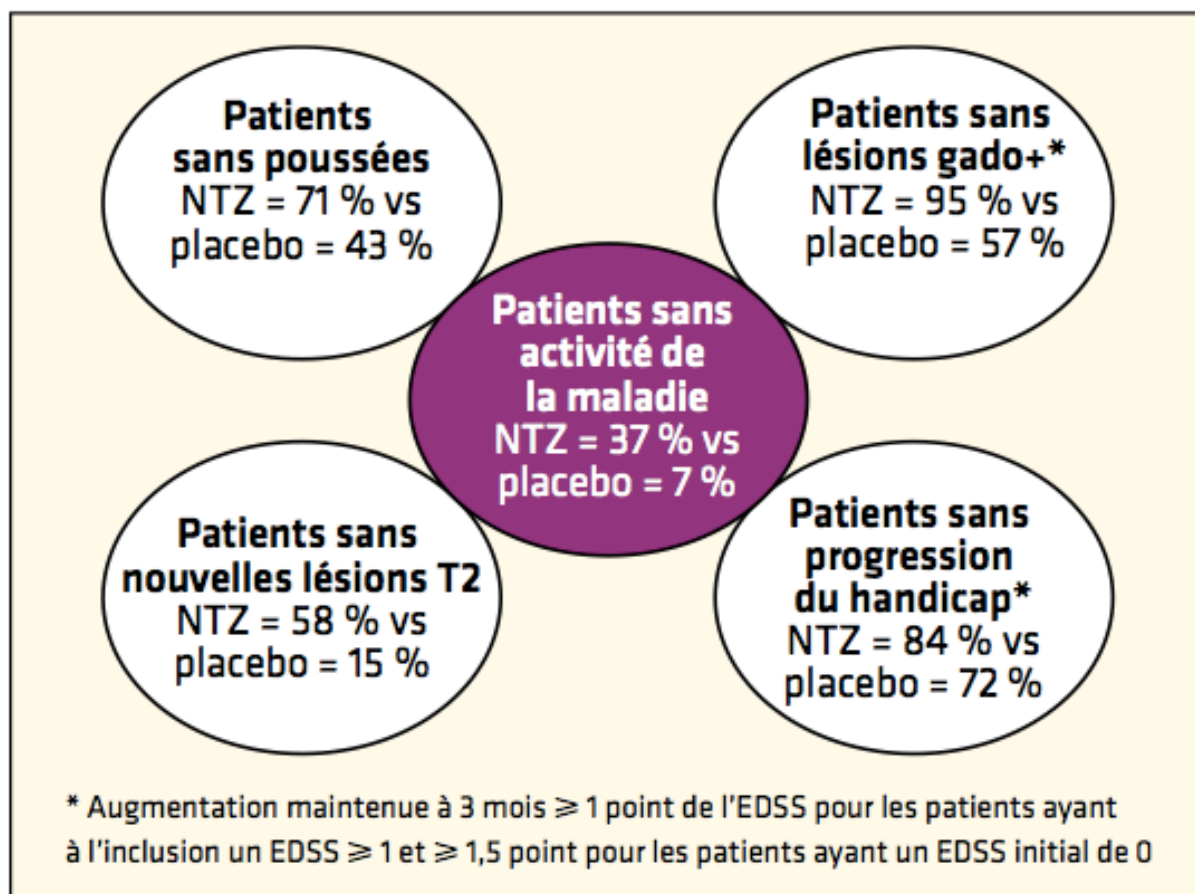 Patients
sans poussées
NTZ = 71 % vs
placebo = 43 %
Patients sans
lésions gado+*
NTZ = 95 % vs
placebo = 57 %
Patients sans
activité de
la maladie
NTZ = 37 % vs
placebo = 7 %
Patients sans
nouvelles lésions T2
NTZ = 58 % vs
placebo = 15 %
Patients sans
progression
du handicap*
NTZ = 84 % vs
placebo = 72 %
* Augmentation maintenue à 3 mois ⩾ 1 point de l'EDSS pour les patients ayant
à l'inclusion un EDSS ⩾ 1 et ⩾ 1,5 point pour les patients ayant un EDSS initial de 0